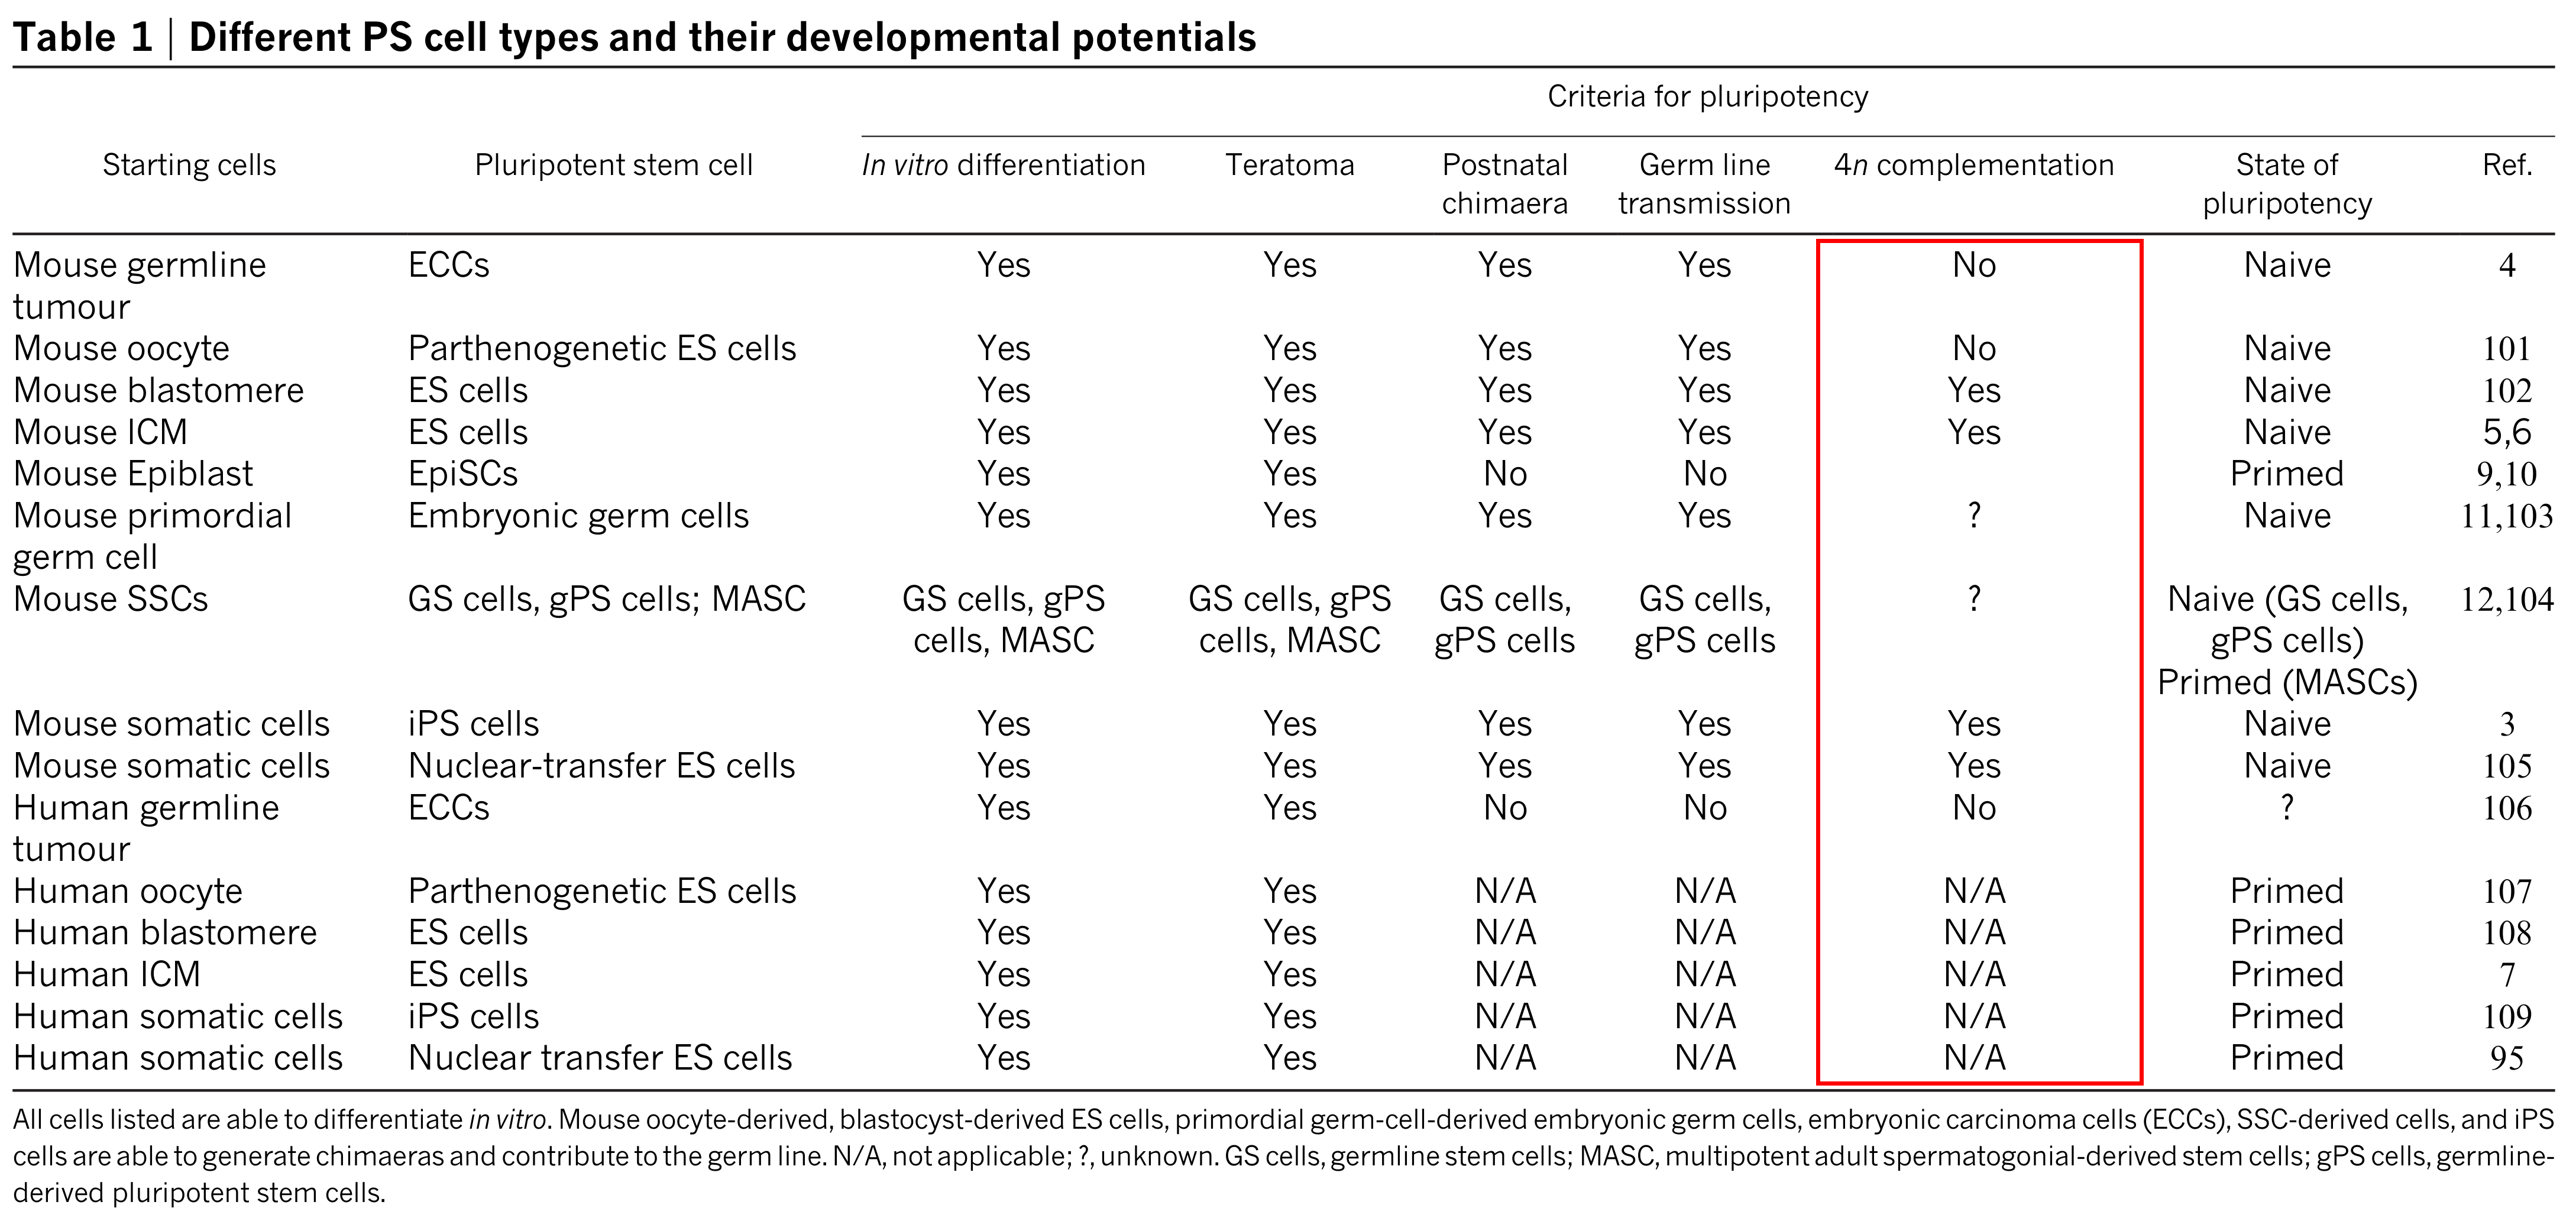 Table 1 | Different PS cell types and their developmental potentials
Criteria for pluripotency
Starting cells Pluripotent stem cell In vitro differentiation Teratoma Postnatal chimaera Germ line transmission 4n complementation State of pluripotency Ref.
Mouse germline tumour ECCs Yes Yes Yes Yes No Naive 4
Mouse oocyte Parthenogenetic ES cells Yes Yes Yes Yes No Naive 101
Mouse blastomere ES cells Yes Yes Yes Yes Yes Naive 102
Mouse ICM ES cells Yes Yes Yes Yes Yes Naive 5,6
Mouse Epiblast EpiSCs Yes Yes No No Primed 9,10
Mouse primordial germ cell Embryonic germ cells Yes Yes Yes Yes ? Naive 11,103
Mouse SSCs GS cells, gPS cells; MASC GS cells, gPS cells, MASC GS cells, gPS cells, MASC GS cells, gPS cells GS cells, gPS cells ? Naive (GS cells, gPS cells) Primed (MASCs) 12,104
Mouse somatic cells iPS cells Yes Yes Yes Yes Yes Naive 3
Mouse somatic cells Nuclear-transfer ES cells Yes Yes Yes Yes Yes Naive 105
Human germline tumour ECCs Yes Yes No No No ? 106
Human oocyte Parthenogenetic ES cells Yes Yes N/A N/A N/A Primed 107
Human blastomere ES cells Yes Yes N/A N/A N/A Primed 108
Human ICM ES cells Yes Yes N/A N/A N/A Primed 7
Human somatic cells iPS cells Yes Yes N/A N/A N/A Primed 109
Human somatic cells Nuclear transfer ES cells Yes Yes N/A N/A N/A Primed 95
All cells listed are able to differentiate in vitro. Mouse oocyte-derived, blastocyst-derived ES cells, primordial germ-cell-derived embryonic germ cells, embryonic carcinoma cells (ECCs), SSC-derived cells, and iPS
cells are able to generate chimaeras and contribute to the germ line. N/A, not applicable; ?, unknown. GS cells, germline stem cells; MASC, multipotent adult spermatogonial-derived stem cells; gPS cells, germline-
derived pluripotent stem cells.